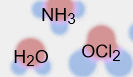 NH₃
H₂O
OCl₂